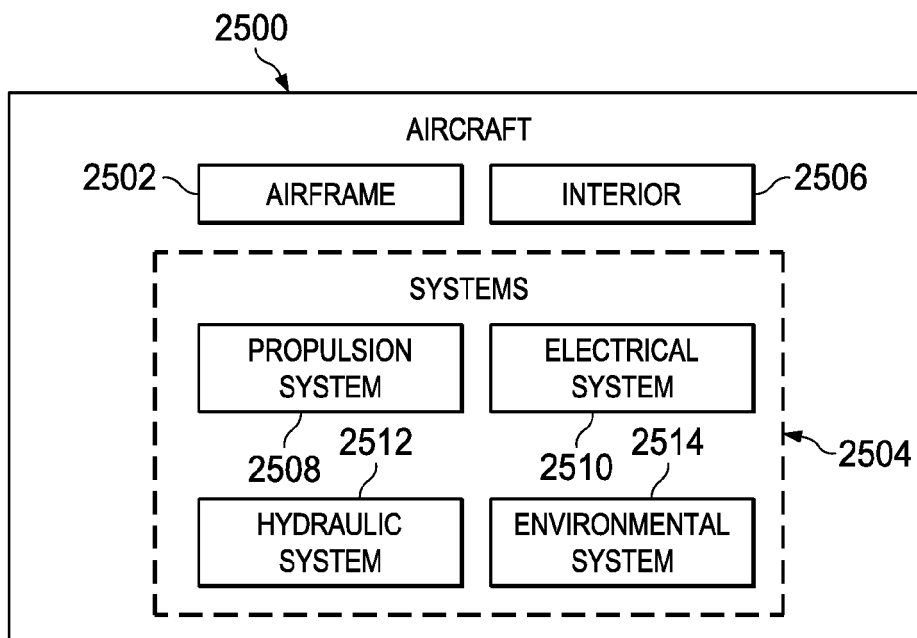 2500
AIRCRAFT
2502
AIRFRAME
INTERIOR
2506
SYSTEMS
PROPULSION
SYSTEM
ELECTRICAL
SYSTEM
2508
2512
2510
2514
2504
HYDRAULIC
SYSTEM
ENVIRONMENTAL
SYSTEM